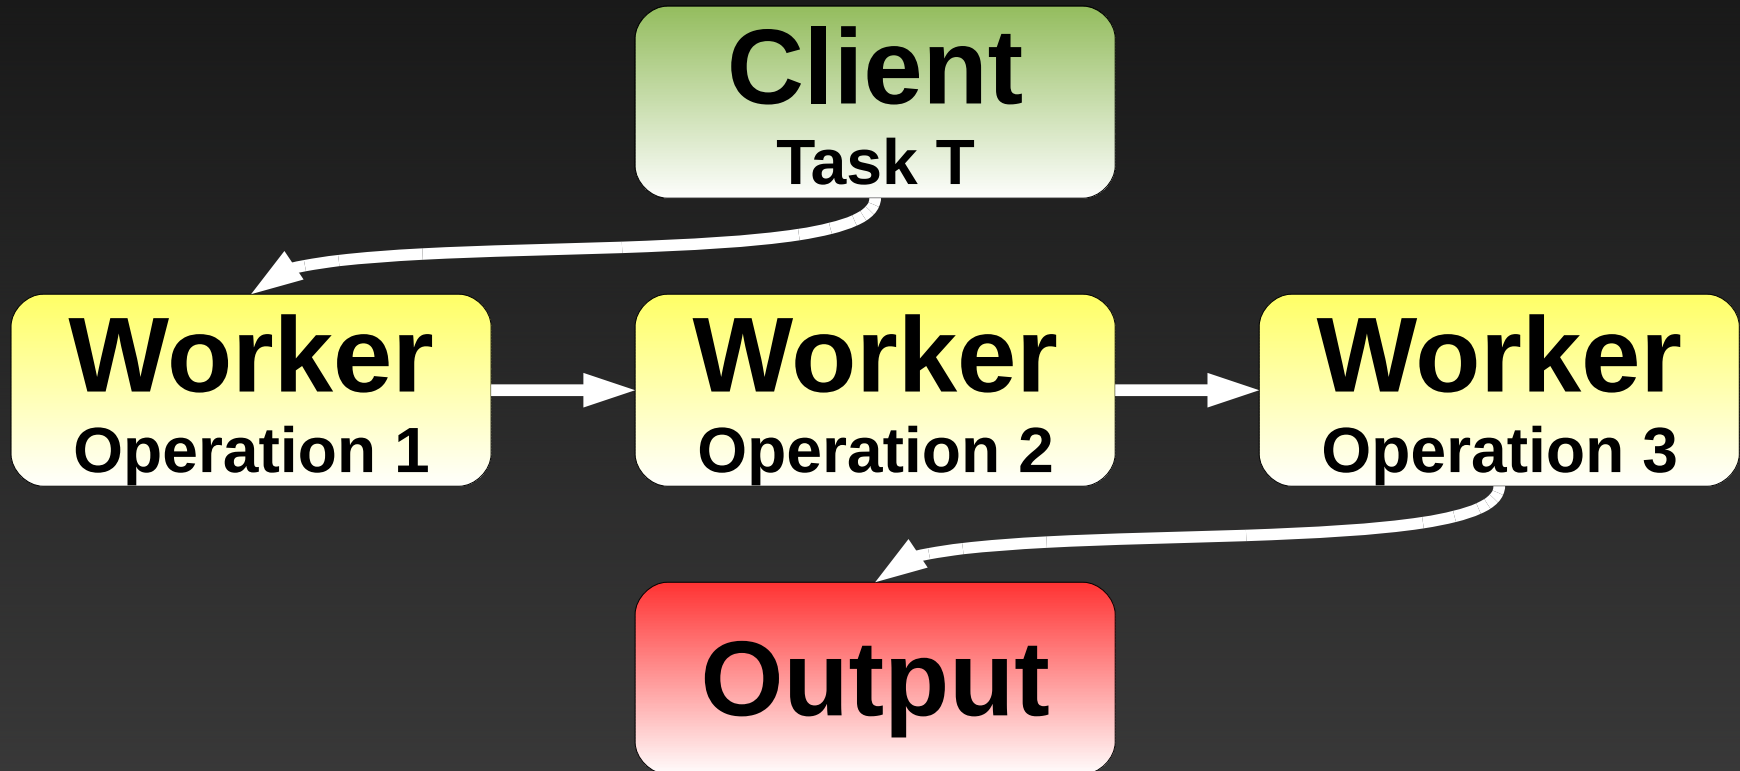 Client
Task T
Worker
Operation 1
Worker
Operation 2
Worker
Operation 3
Output